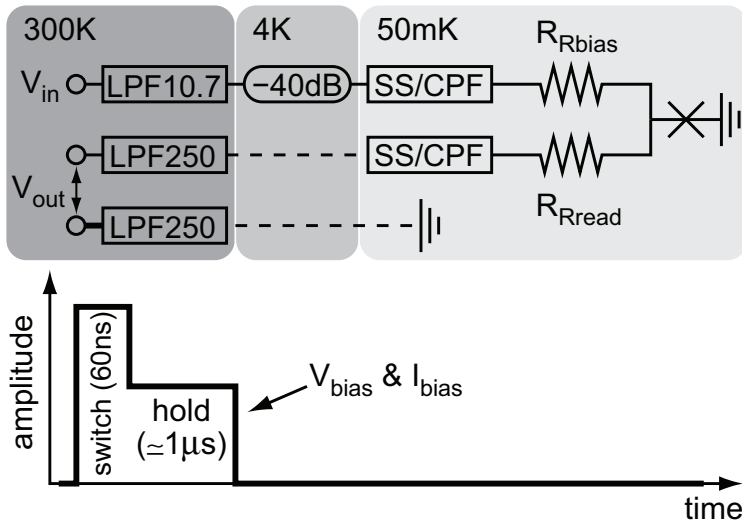 300K 4K 50mK
R_Rbias
V_in LPF10.7 −40dB SS/CPF
LPF250 SS/CPF
V_out
R_Rread
LPF250
amplitude
switch (60ns)
hold
(≃1μs)
V_bias & I_bias
time